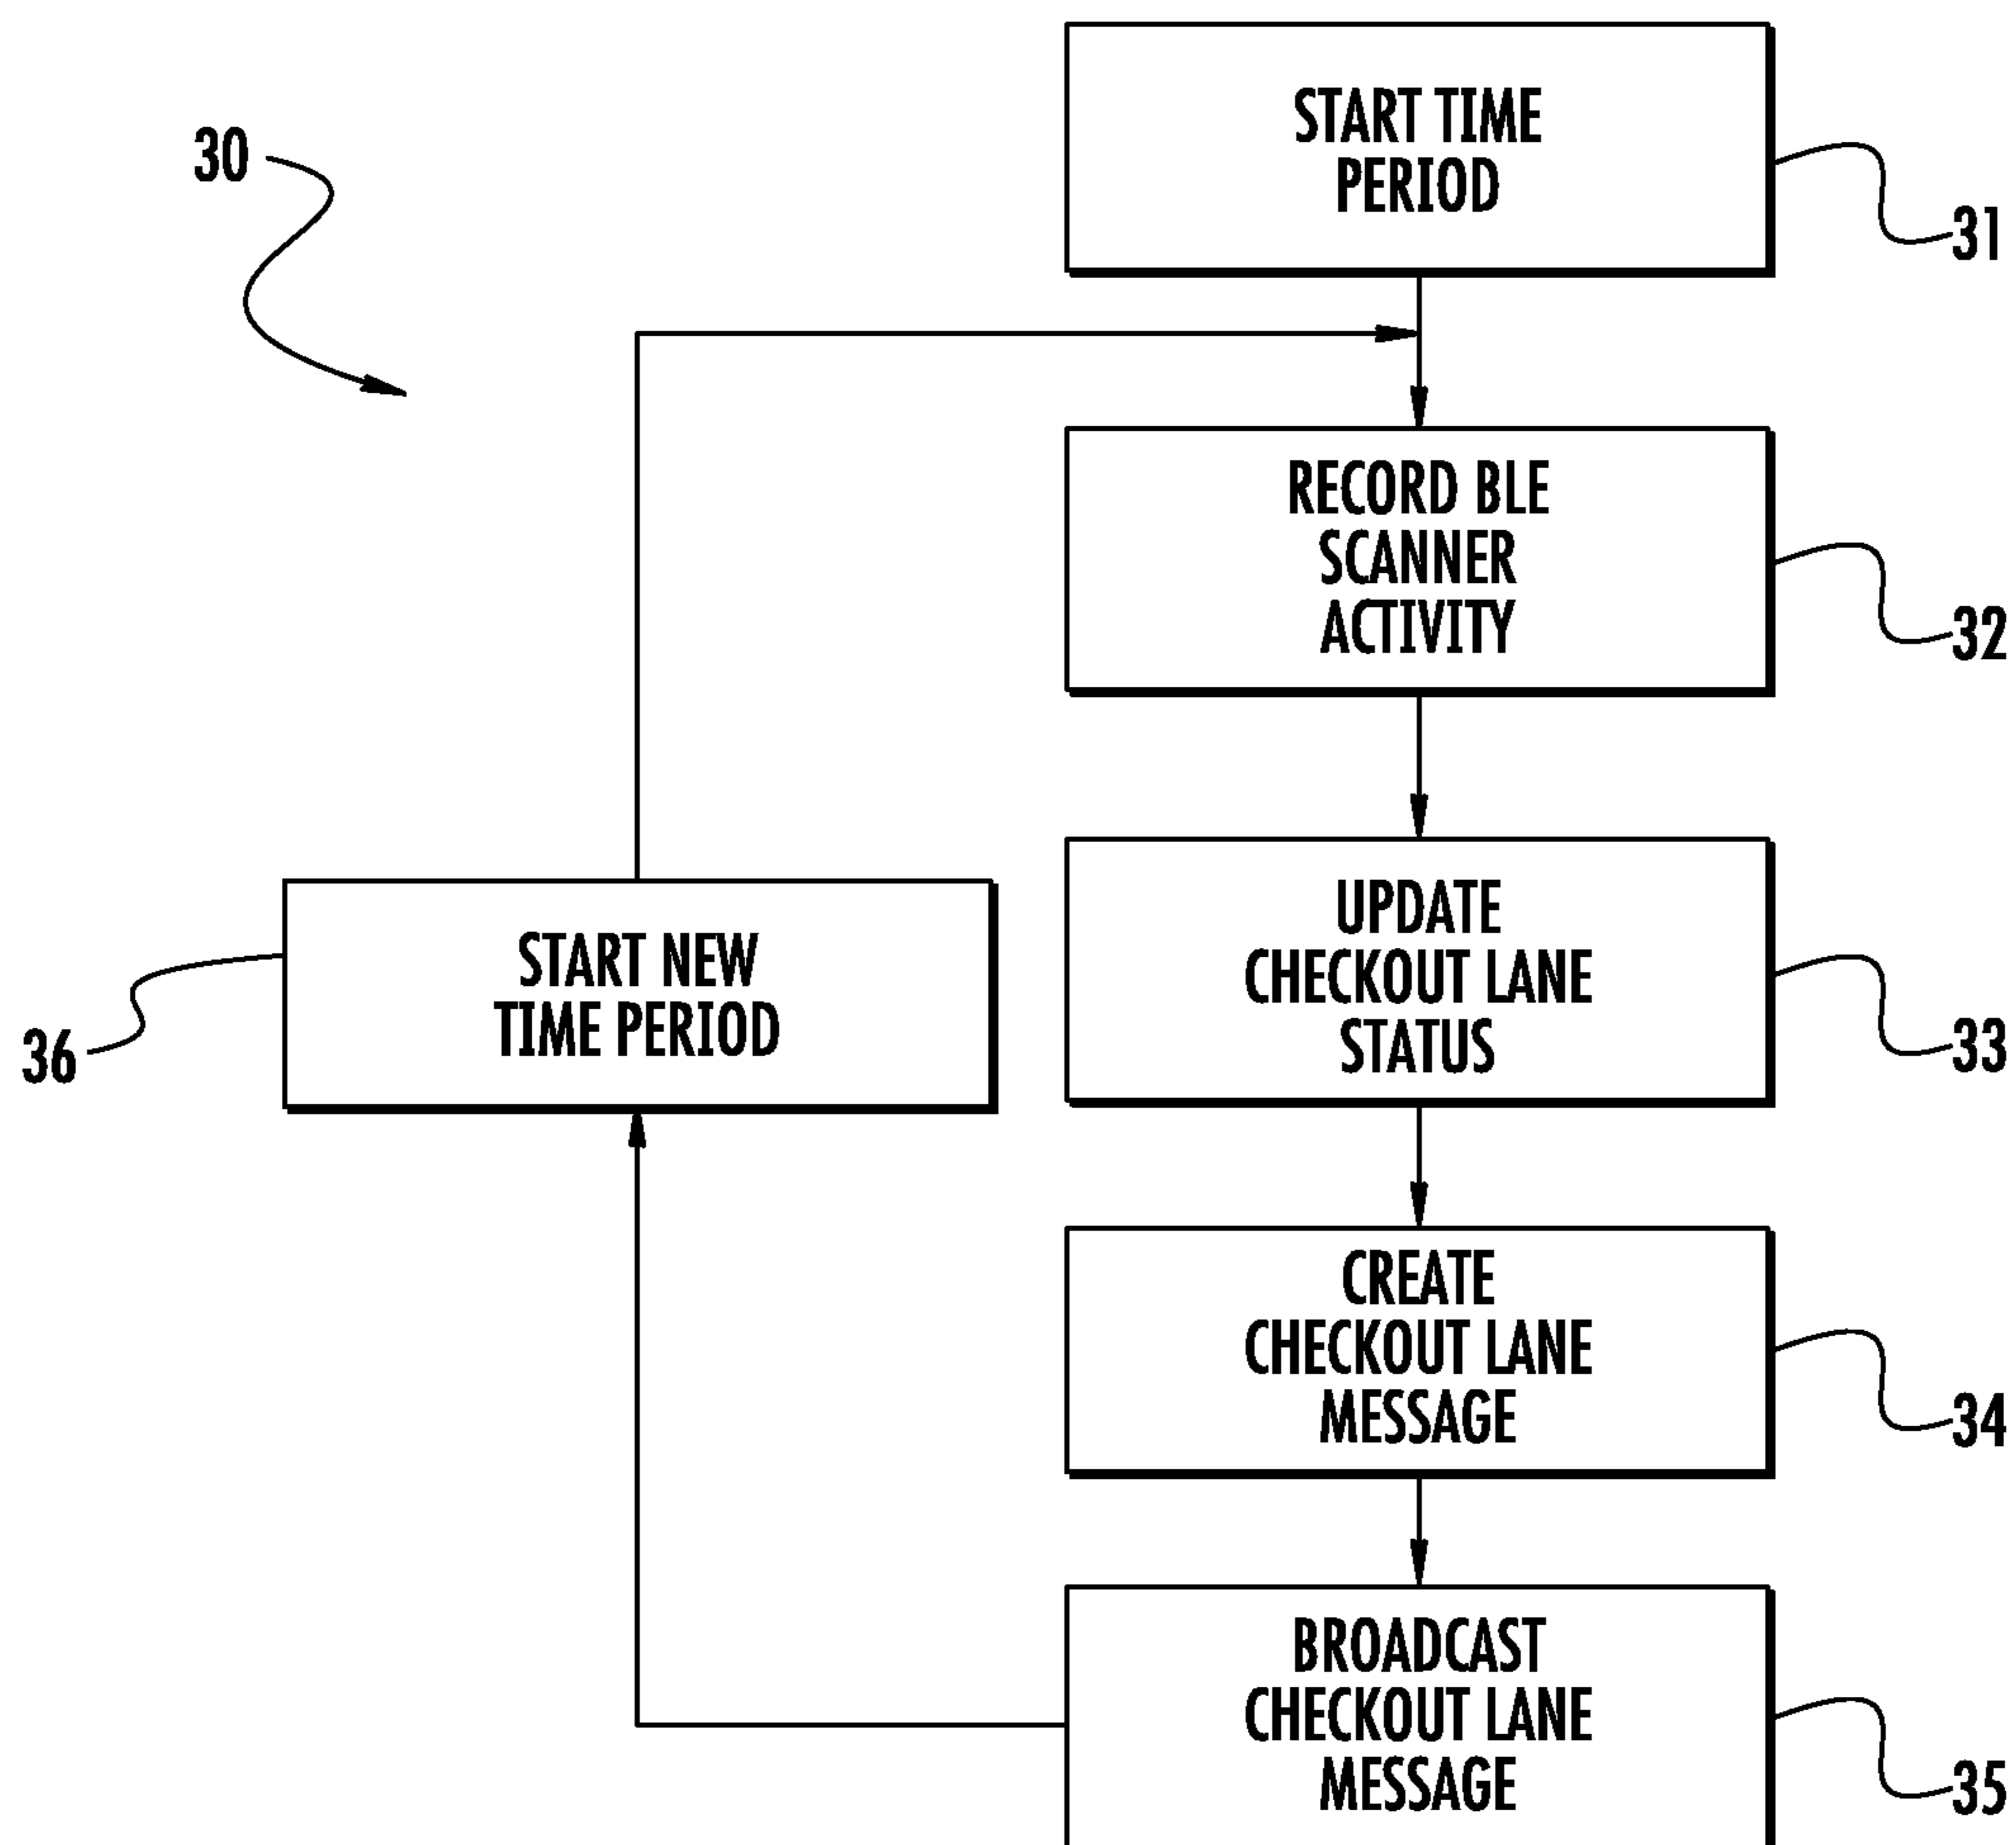 30
START TIME
PERIOD
31
RECORD BLE
SCANNER
ACTIVITY
32
UPDATE
CHECKOUT LANE
STATUS
33
START NEW
TIME PERIOD
36
CREATE
CHECKOUT LANE
MESSAGE
34
BROADCAST
CHECKOUT LANE
MESSAGE
35